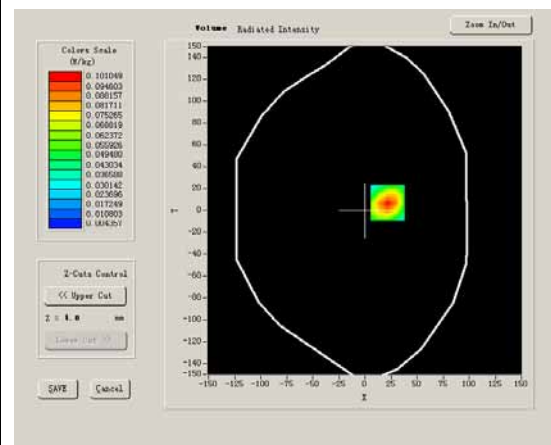 Volume Radiated Intensity
Zoom In/Out
Colors Scale
(W/kg)
0.101049
0.094603
0.088157
0.081711
0.075265
0.068819
0.062372
0.055926
0.049480
0.043034
0.036588
0.030142
0.023696
0.017249
0.010803
0.004357
Z-Cuts Control
<< Upper Cut
Z = 4.0 mm
Lower Cut >>
SAVE
Cancel
150
140
120
100
80
60
40
20
0
-20
-40
-60
-80
-100
-120
-140
-150
Y
-150 -125 -100 -75 -50 -25 0 25 50 75 100 125 150
X